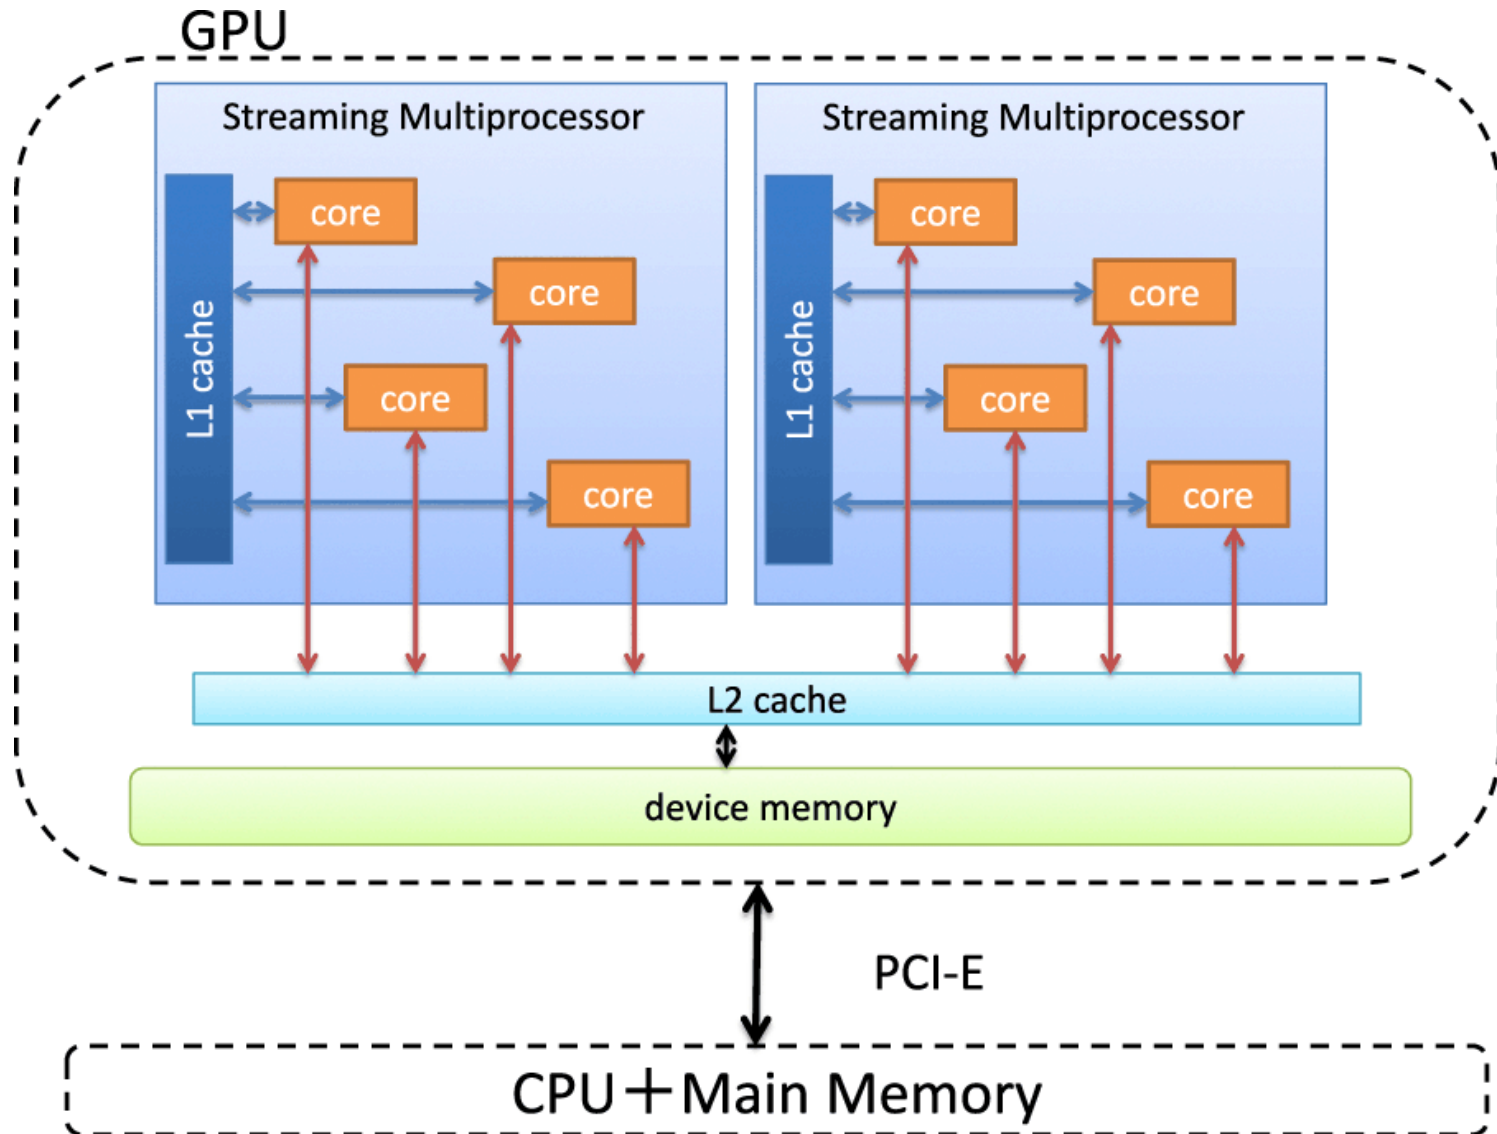 GPU
Streaming Multiprocessor
L1 cache
core
core
core
core
Streaming Multiprocessor
L1 cache
core
core
core
core
L2 cache
device memory
PCI-E
CPU+Main Memory